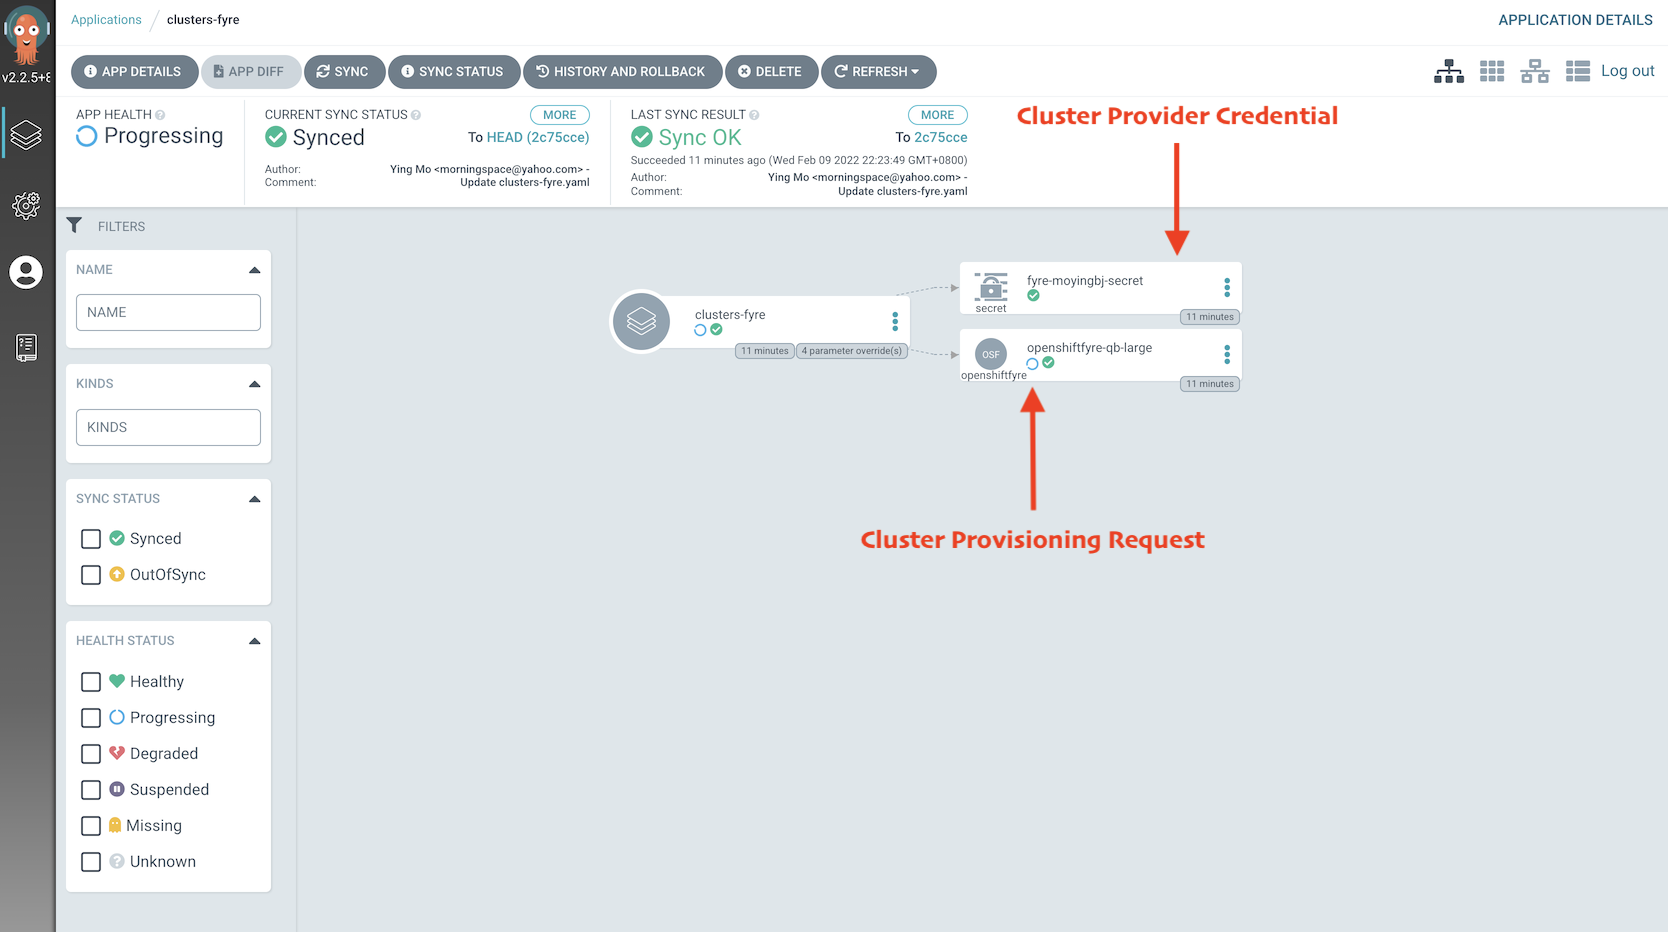 Applications / clusters-fyre
APPLICATION DETAILS
v2.2.5+8
APP DETAILS
APP DIFF
SYNC
SYNC STATUS
HISTORY AND ROLLBACK
DELETE
REFRESH
Log out
APP HEALTH
Progressing
CURRENT SYNC STATUS
MORE
Synced
To HEAD (2c75cce)
Author:
Ying Mo <morningspace@yahoo.com> -
Comment:
Update clusters-fyre.yaml
LAST SYNC RESULT
MORE
Sync OK
To 2c75cce
Succeeded 11 minutes ago (Wed Feb 09 2022 22:23:49 GMT+0800)
Author:
Ying Mo <morningspace@yahoo.com> -
Comment:
Update clusters-fyre.yaml
Cluster Provider Credential
FILTERS
NAME
NAME
KINDS
KINDS
SYNC STATUS
Synced
OutOfSync
HEALTH STATUS
Healthy
Progressing
Degraded
Suspended
Missing
Unknown
clusters-fyre
11 minutes
4 parameter override(s)
fyre-moyingbj-secret
secret
11 minutes
OSF
openshiftfyre-qb-large
openshiftfyre
11 minutes
Cluster Provisioning Request